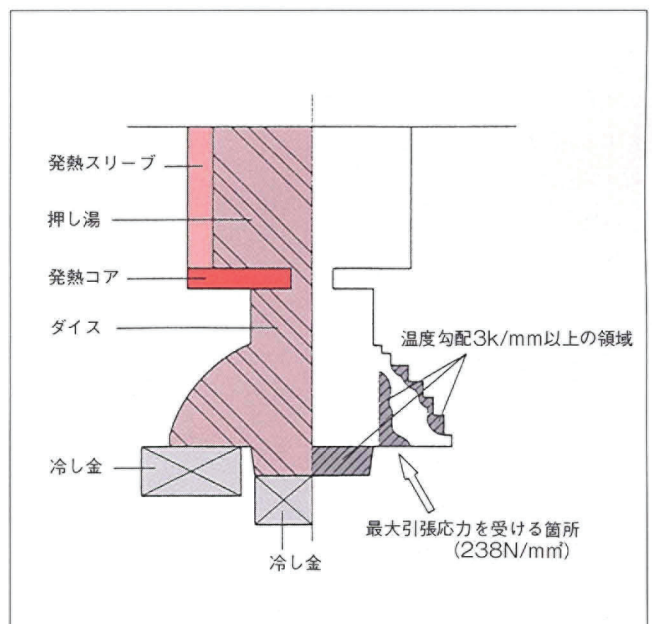 発熱スリーブ
押し湯
発熱コア
ダイス
温度勾配3k/mm以上の領域
冷し金
最大引張応力を受ける箇所
(238N/mm²)
冷し金